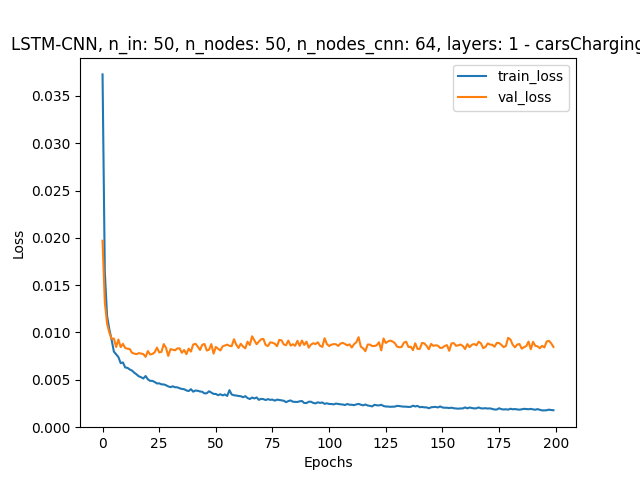 LSTM-CNN, n_in: 50, n_nodes: 50, n_nodes_cnn: 64, layers: 1 - carsCharging
train_loss
val_loss
0.035
0.030
0.025
0.020
0.015
0.010
0.005
0.000
Loss
0 25 50 75 100 125 150 175 200
Epochs